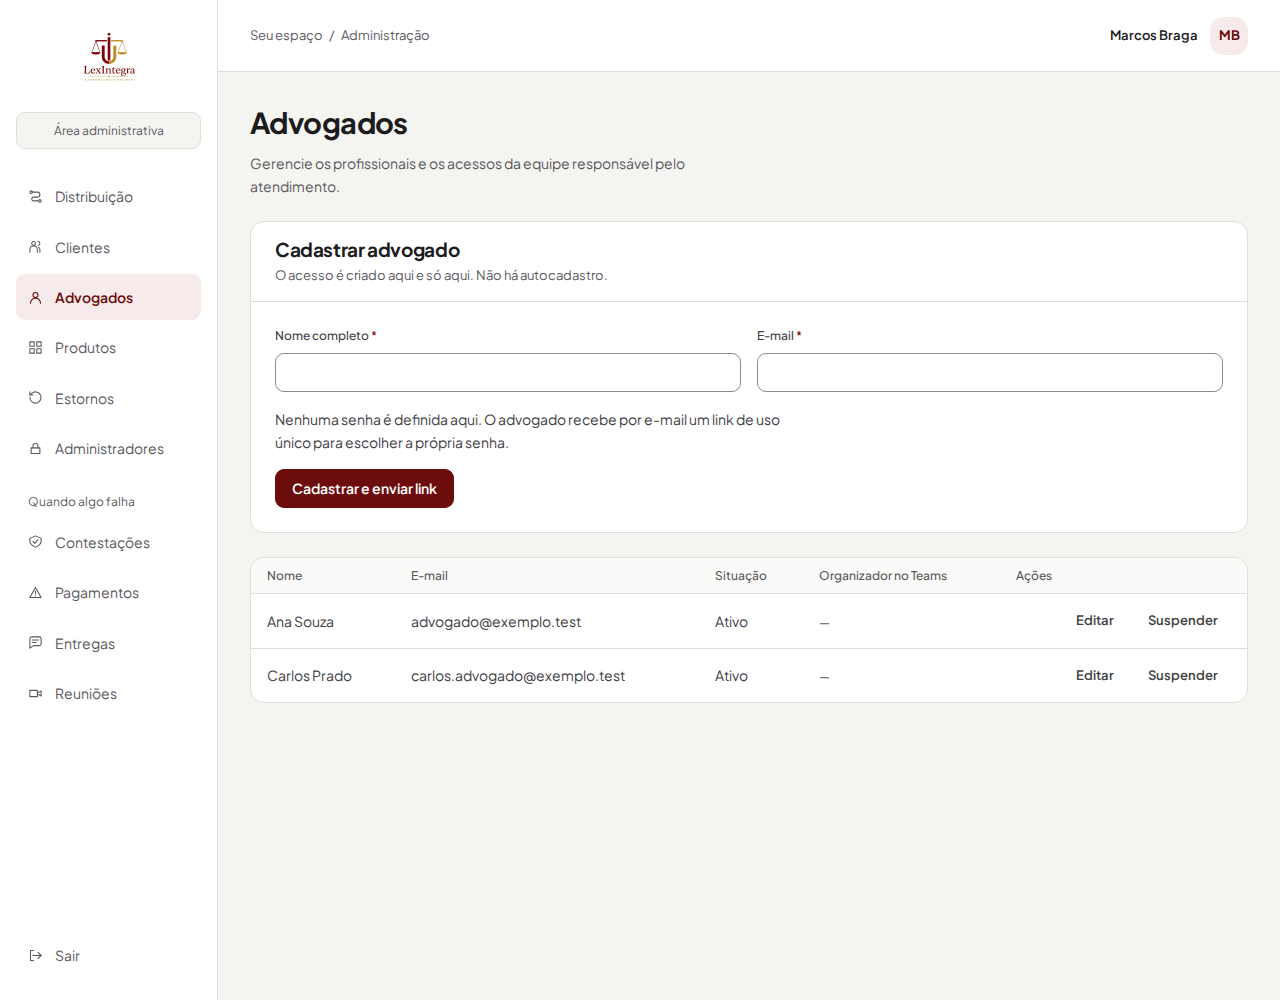 LexIntegra
Área administrativa
Distribuição
Clientes
Advogados
Produtos
Estornos
Administradores
Quando algo falha
Contestações
Pagamentos
Entregas
Reuniões
Sair
Seu espaço / Administração
Marcos Braga MB
Advogados
Gerencie os profissionais e os acessos da equipe responsável pelo
atendimento.
Cadastrar advogado
O acesso é criado aqui e só aqui. Não há autocadastro.
Nome completo * E-mail *
Nenhuma senha é definida aqui. O advogado recebe por e-mail um link de uso
único para escolher a própria senha.
Cadastrar e enviar link
Nome E-mail Situação Organizador no Teams Ações
Ana Souza advogado@exemplo.test Ativo — Editar Suspender
Carlos Prado carlos.advogado@exemplo.test Ativo — Editar Suspender